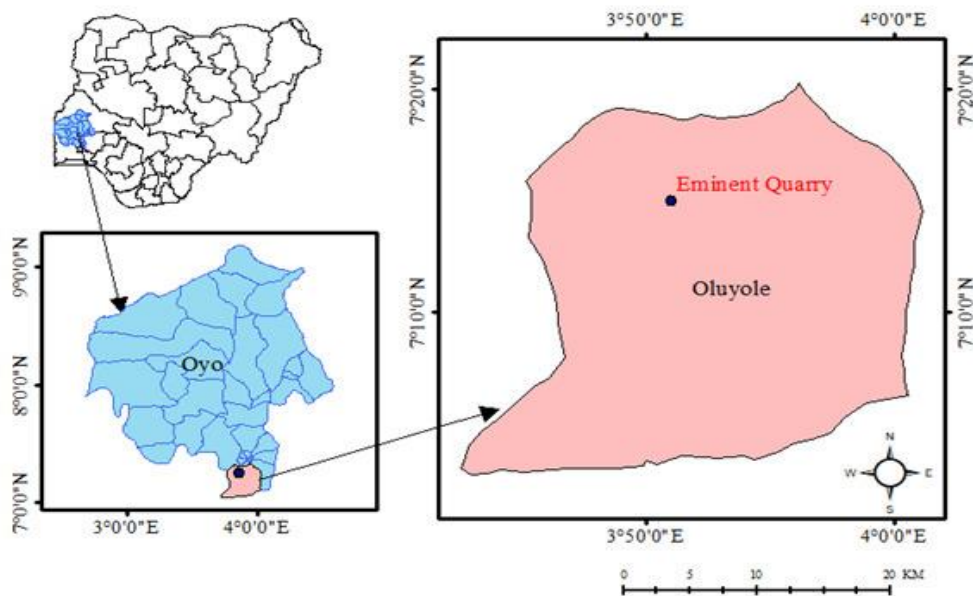 3°50'0"E
4°0'0"E
7°20'0"N
7°20'0"N
Eminent Quarry
Oluyole
7°10'0"N
7°10'0"N
N
W
E
S
3°50'0"E
4°0'0"E
0 5 10 20 KM
9°0'0"N
8°0'0"N
7°0'0"N
Oyo
3°0'0"E
4°0'0"E